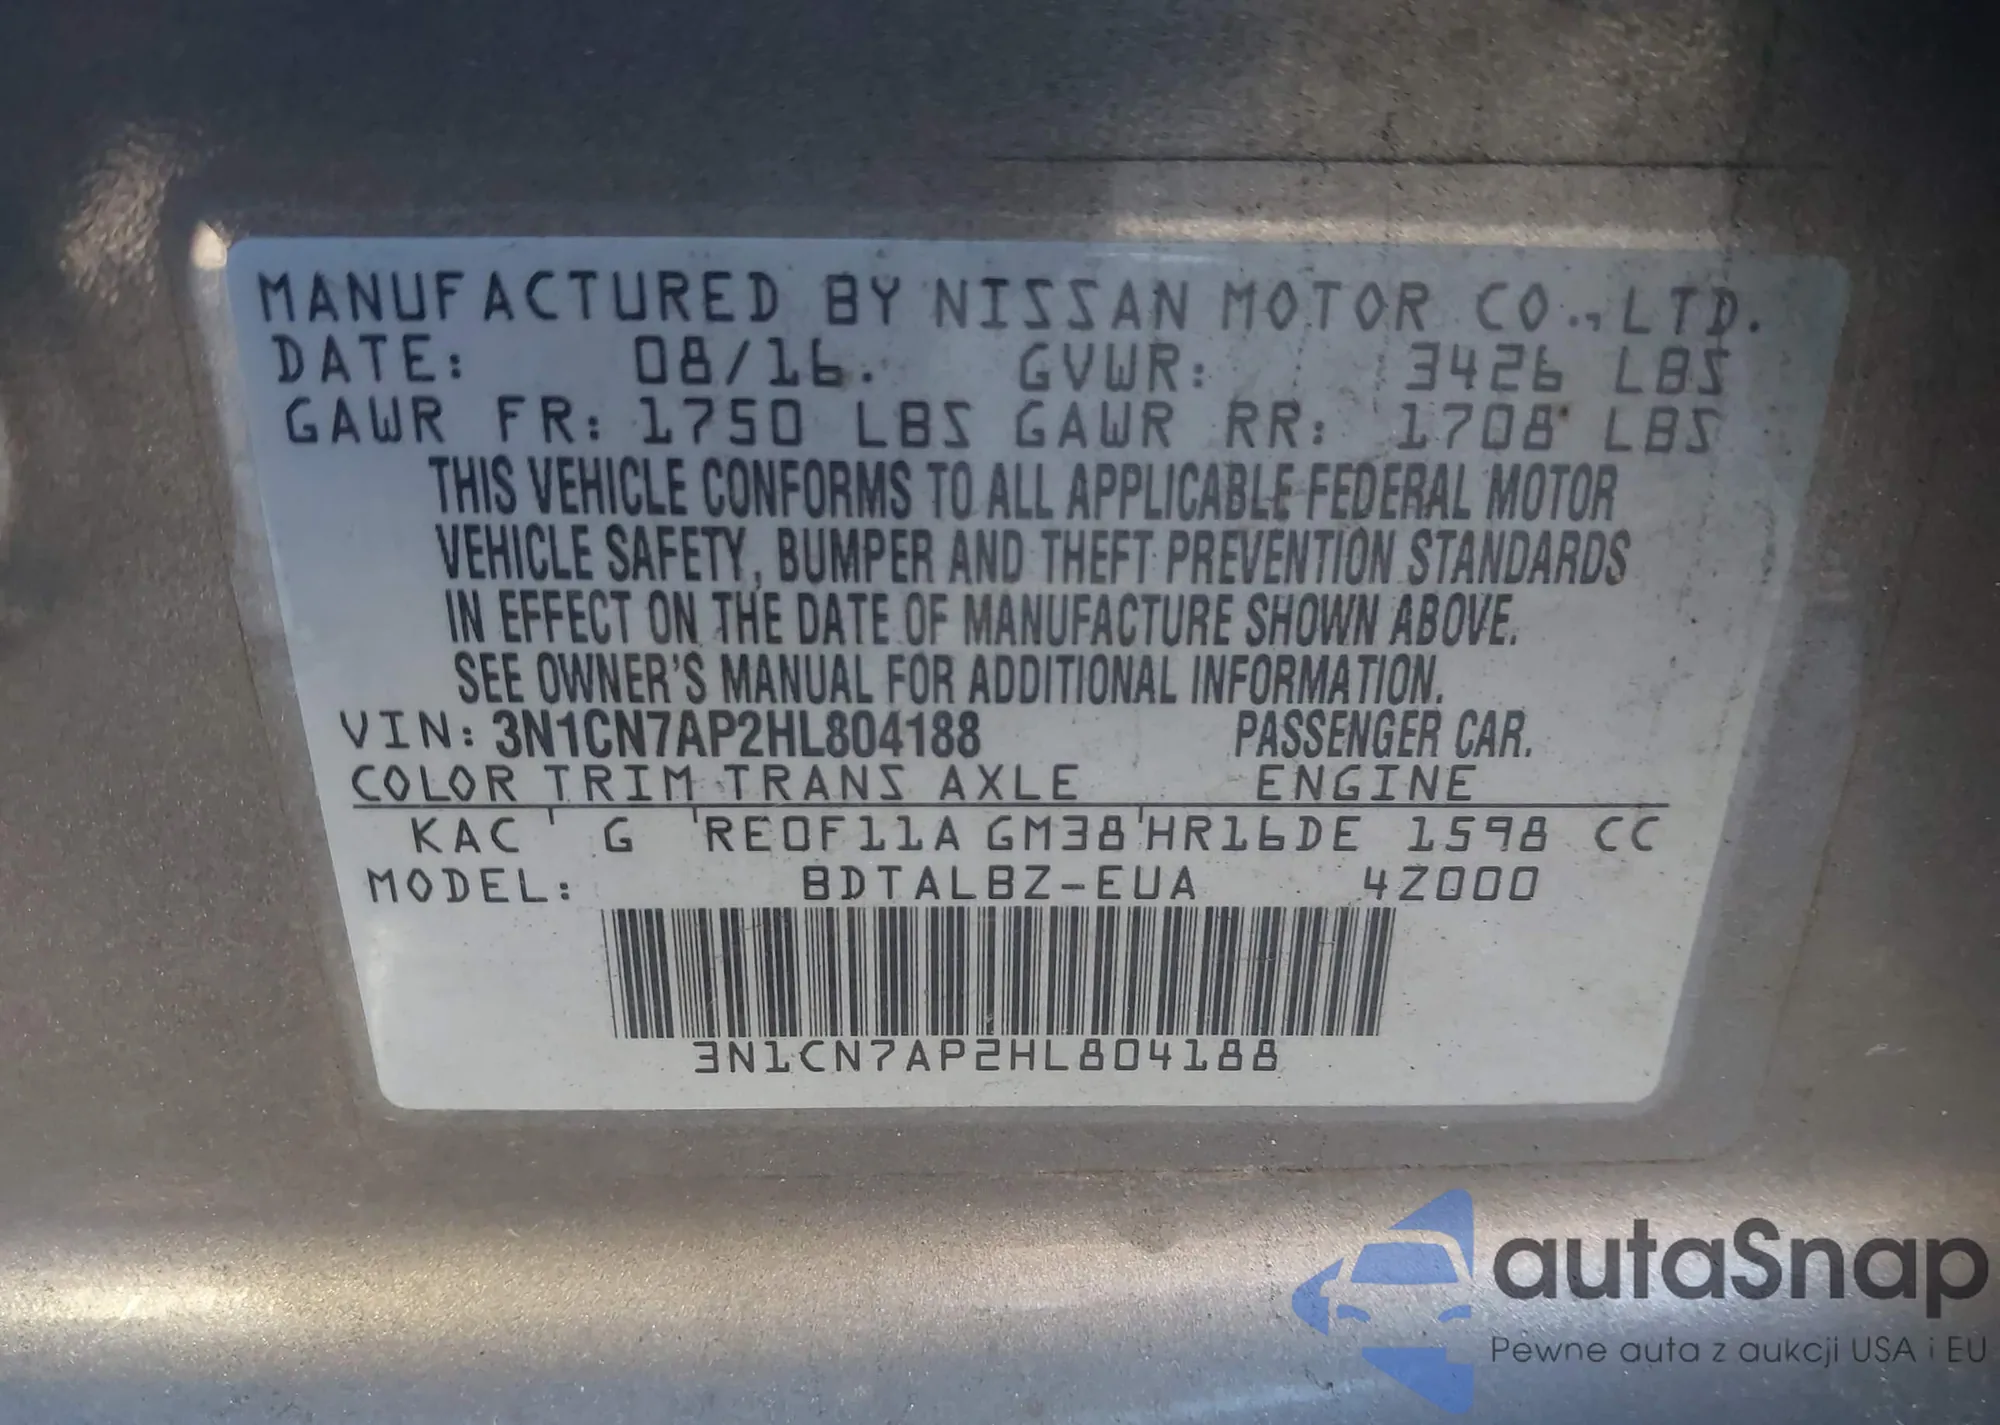 MANUFACTURED BY NISSAN MOTOR CO., LTD.
DATE: 08/16. GVWR: 3426 LBS
GAWR FR: 1750 LBS GAWR RR: 1708 LBS
THIS VEHICLE CONFORMS TO ALL APPLICABLE FEDERAL MOTOR
VEHICLE SAFETY, BUMPER AND THEFT PREVENTION STANDARDS
IN EFFECT ON THE DATE OF MANUFACTURE SHOWN ABOVE.
SEE OWNER'S MANUAL FOR ADDITIONAL INFORMATION.
VIN: 3N1CN7AP2HL804188 PASSENGER CAR.
COLOR TRIM TRANS AXLE ENGINE
KAC G RE0F11A GM38 HR16DE 1598 CC
MODEL: BDTALBZ-EUA 4Z000
3N1CN7AP2HL804188
autaSnap
Pewne auta z aukcji USA i EU